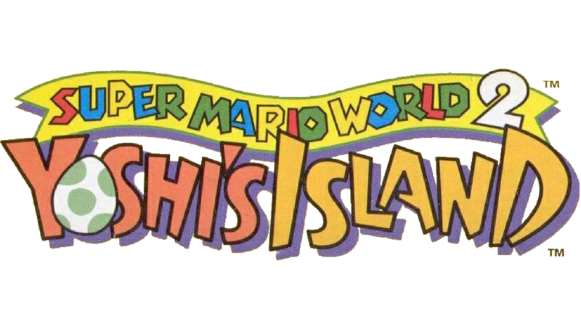 SUPER MARIO WORLD 2 ™
YOSHI'S ISLAND ™